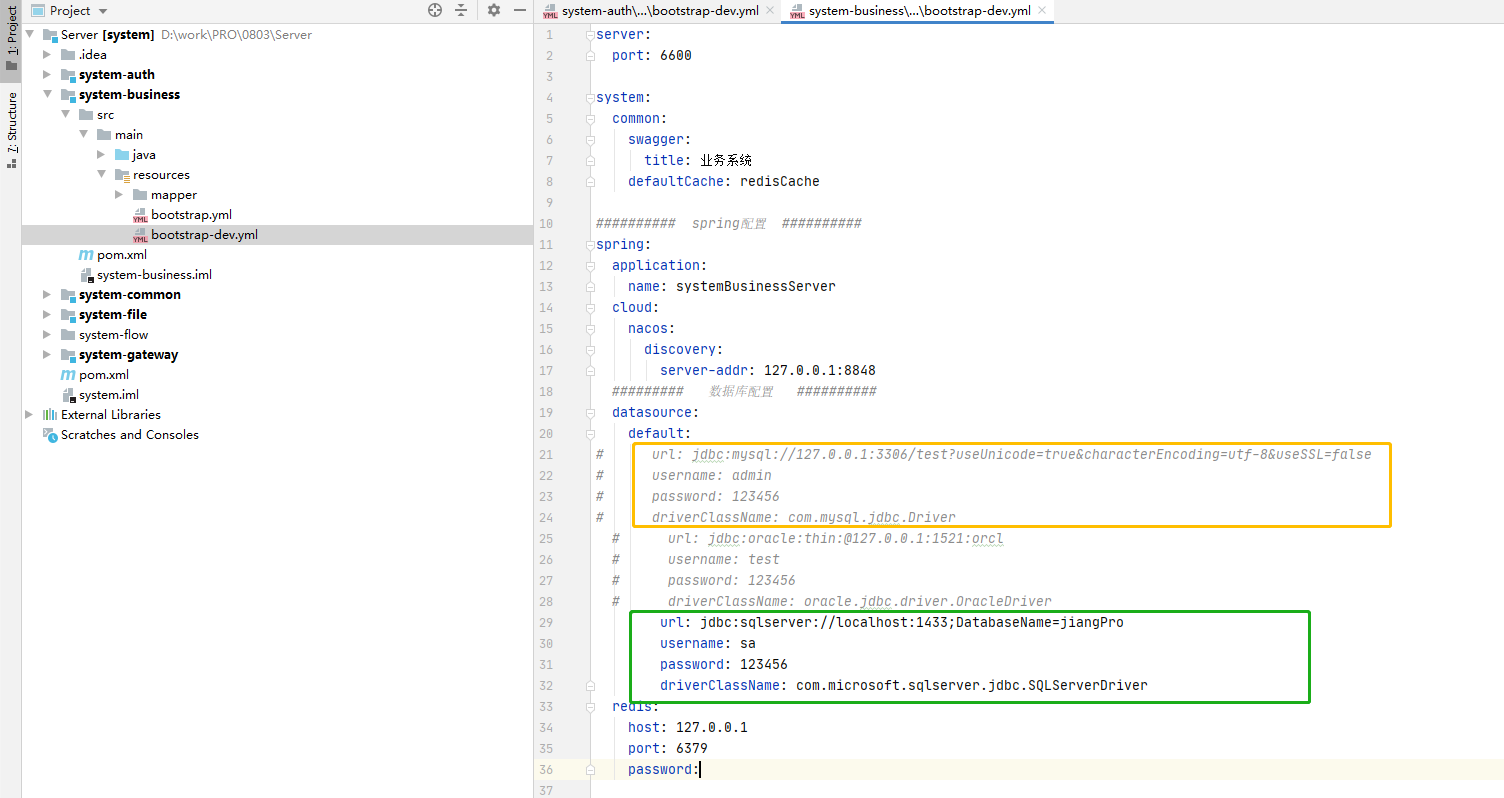 Project
system-auth\...\bootstrap-dev.yml
system-business\...\bootstrap-dev.yml
1: Project
7: Structure
Server [system] D:\work\PRO\0803\Server
.idea
system-auth
system-business
src
main
java
resources
mapper
bootstrap.yml
bootstrap-dev.yml
pom.xml
system-business.iml
system-common
system-file
system-flow
system-gateway
pom.xml
system.iml
External Libraries
Scratches and Consoles
1 server:
2   port: 6600
3
4 system:
5   common:
6     swagger:
7       title: 业务系统
8     defaultCache: redisCache
9
10 ##########  spring配置  ##########
11 spring:
12   application:
13     name: systemBusinessServer
14   cloud:
15     nacos:
16       discovery:
17         server-addr: 127.0.0.1:8848
18   #########   数据库配置   ##########
19   datasource:
20     default:
21 #      url: jdbc:mysql://127.0.0.1:3306/test?useUnicode=true&characterEncoding=utf-8&useSSL=false
22 #      username: admin
23 #      password: 123456
24 #      driverClassName: com.mysql.jdbc.Driver
25   #      url: jdbc:oracle:thin:@127.0.0.1:1521:orcl
26   #      username: test
27   #      password: 123456
28   #      driverClassName: oracle.jdbc.driver.OracleDriver
29         url: jdbc:sqlserver://localhost:1433;DatabaseName=jiangPro
30         username: sa
31         password: 123456
32         driverClassName: com.microsoft.sqlserver.jdbc.SQLServerDriver
33   redis:
34     host: 127.0.0.1
35     port: 6379
36     password:
37